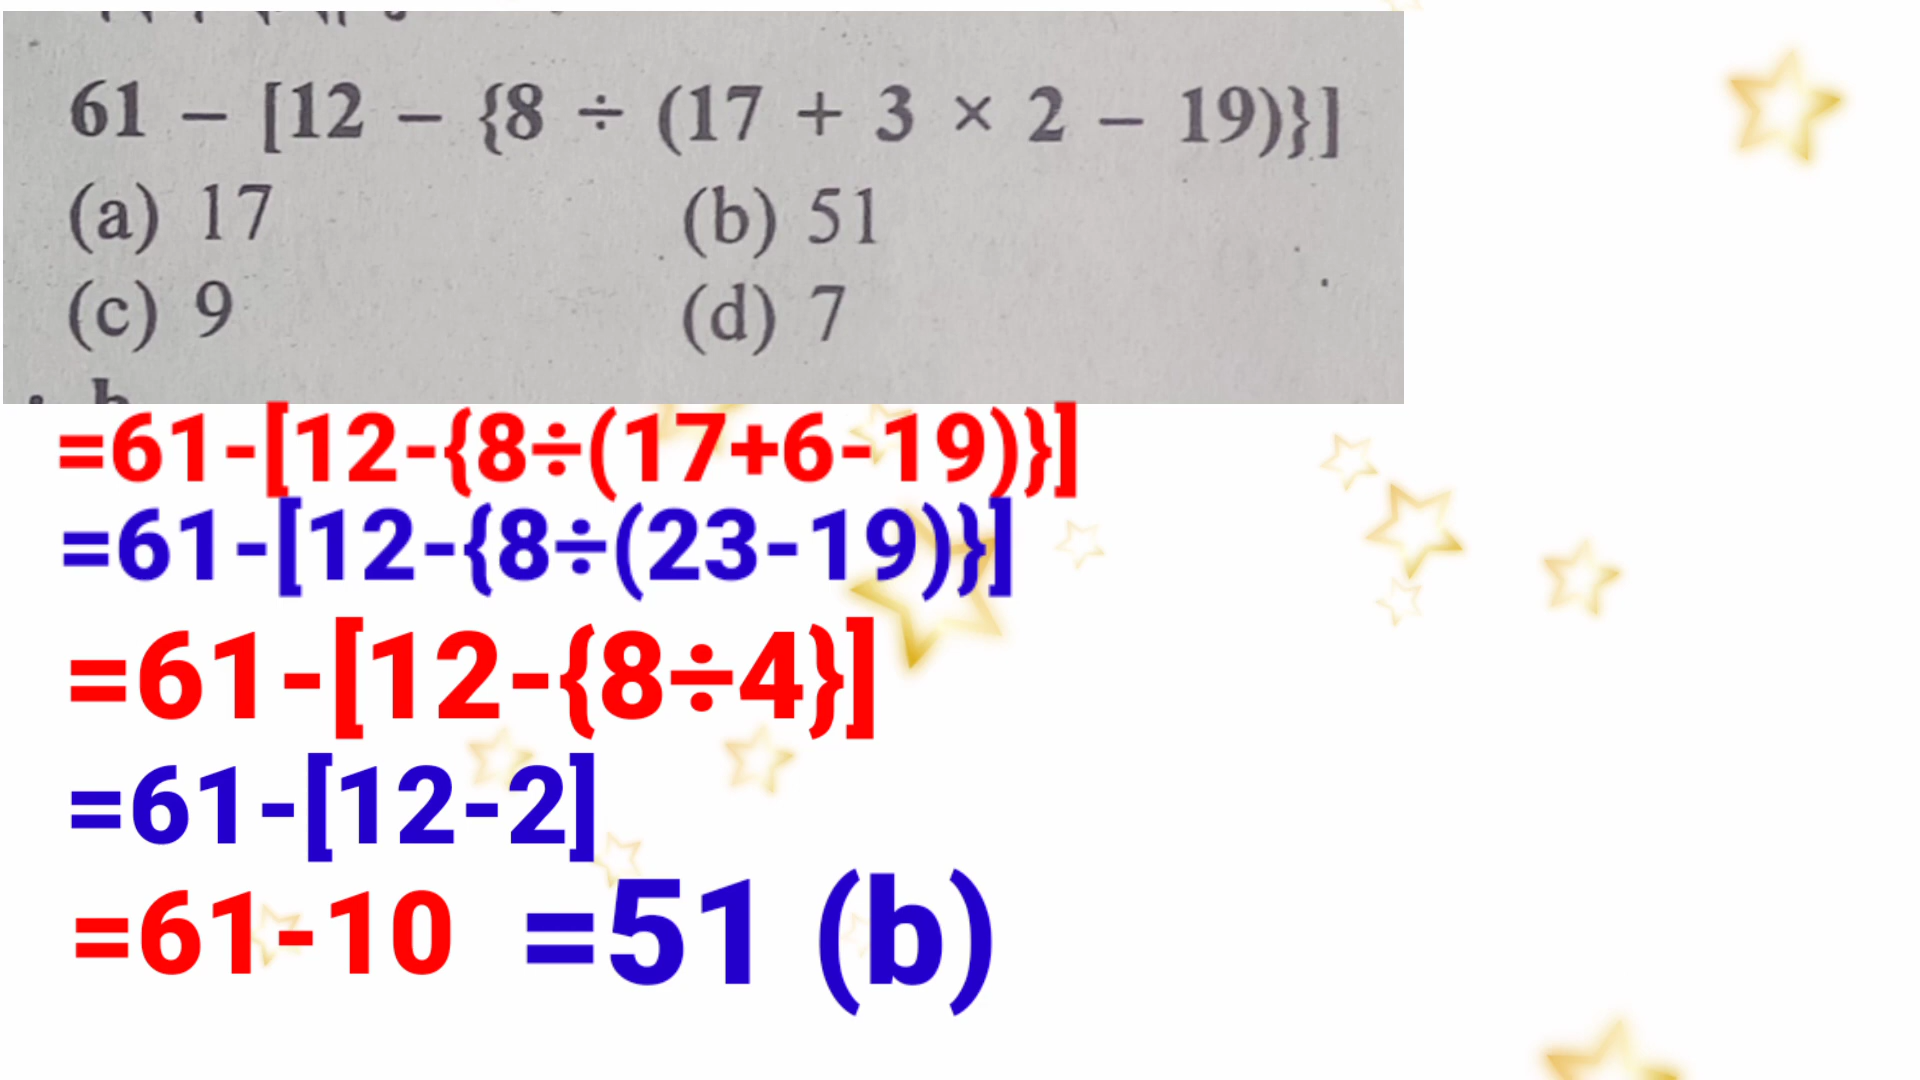 61 – [12 – {8 ÷ (17 + 3 × 2 – 19)}]
(a) 17 (b) 51
(c) 9 (d) 7
=61-[12-{8÷(17+6-19)}]
=61-[12-{8÷(23-19)}]
=61-[12-{8÷4}]
=61-[12-2]
=61-10 =51 (b)